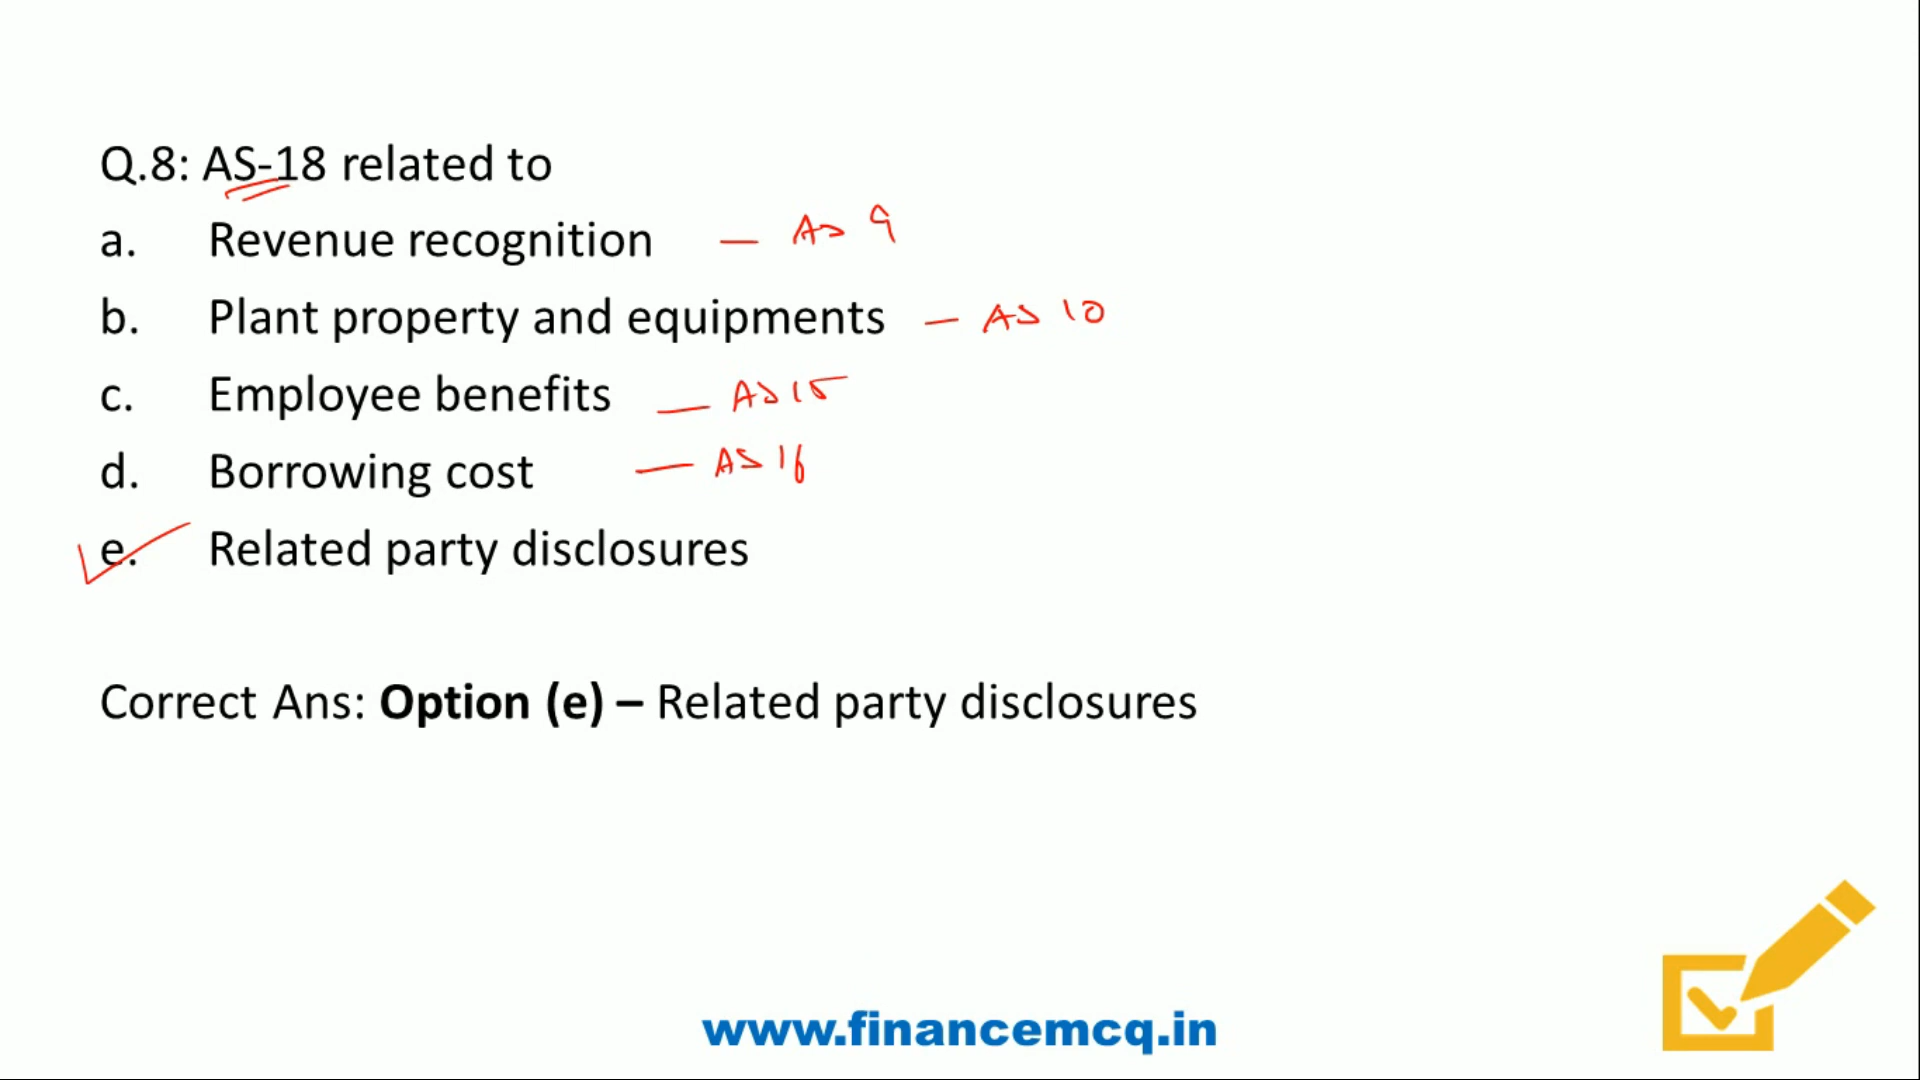 Q.8: AS-18 related to
a. Revenue recognition — AS 9
b. Plant property and equipments — AS 10
c. Employee benefits — AS 15
d. Borrowing cost — AS 16
e. Related party disclosures
Correct Ans: Option (e) – Related party disclosures
www.financemcq.in